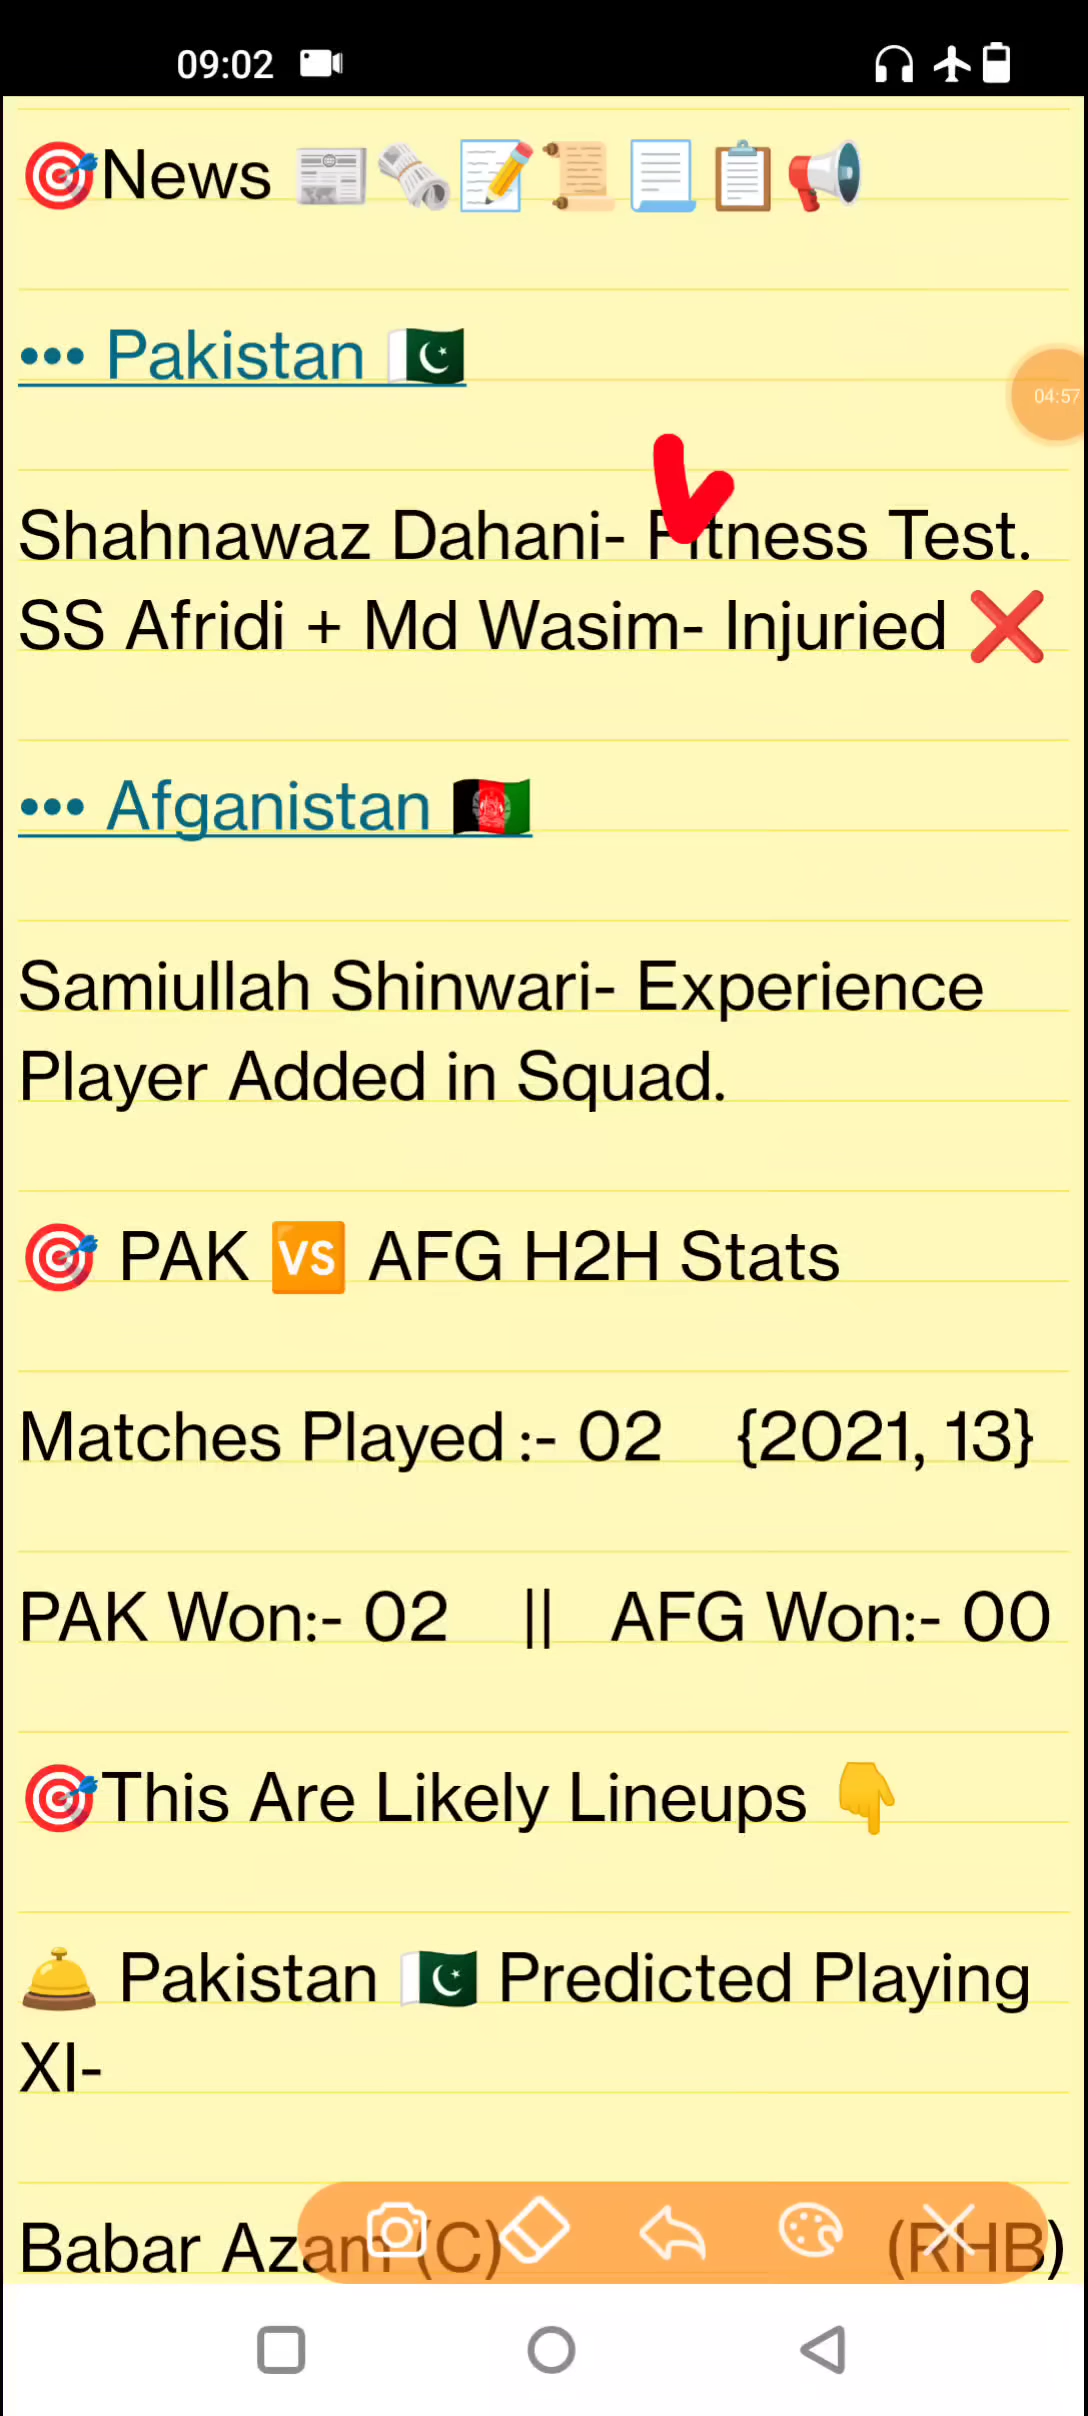 09:02
🎯News 📰🗞️📝📜📃📋📢
••• Pakistan 🇵🇰
04:57
Shahnawaz Dahani- Fitness Test.
SS Afridi + Md Wasim- Injuried ❌
••• Afganistan 🇦🇫
Samiullah Shinwari- Experience
Player Added in Squad.
🎯 PAK 🆚 AFG H2H Stats
Matches Played :- 02 {2021, 13}
PAK Won:- 02 || AFG Won:- 00
🎯This Are Likely Lineups 👇
🛎️ Pakistan 🇵🇰 Predicted Playing
XI-
Babar Azam (C) (RHB)